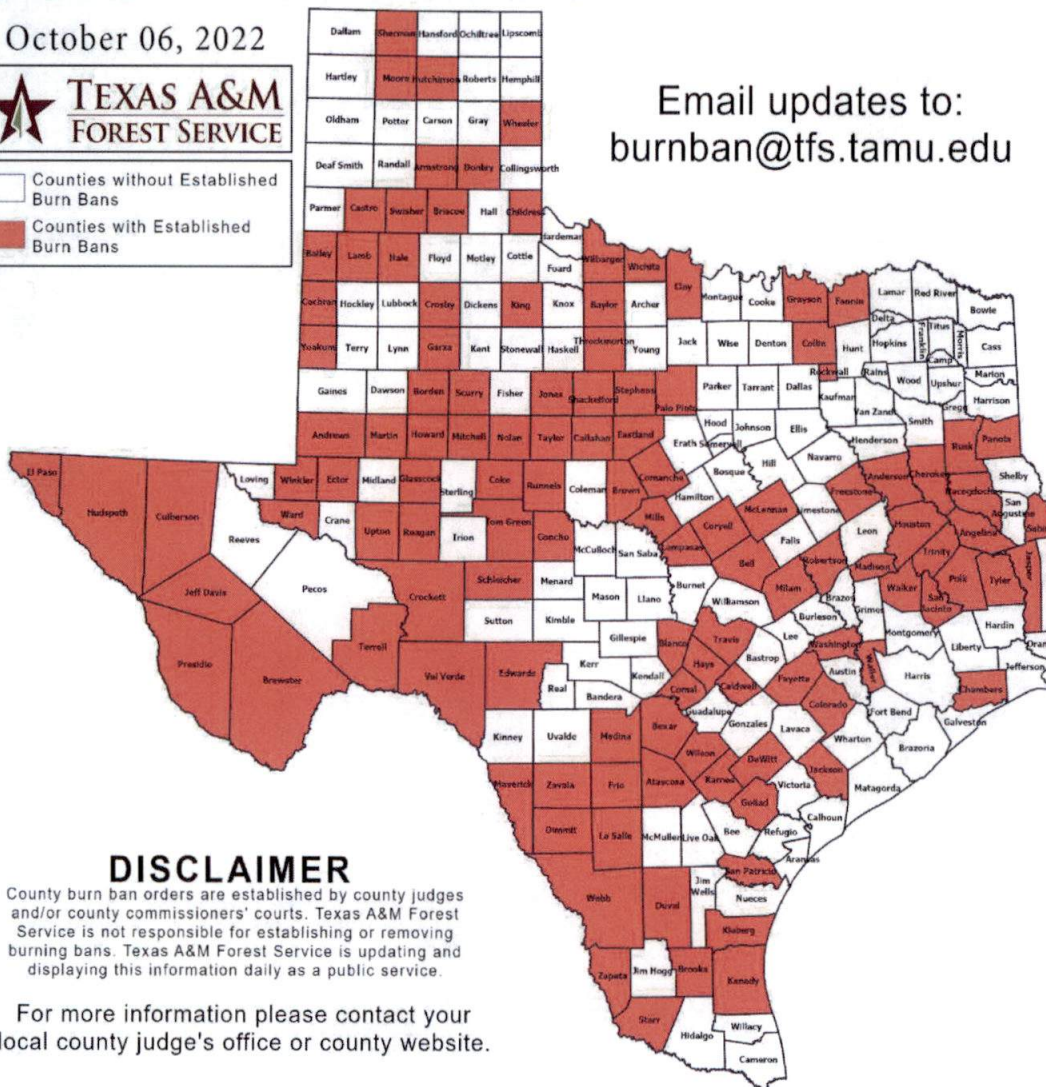 October 06, 2022
TEXAS A&M
FOREST SERVICE
Counties without Established
Burn Bans
Counties with Established
Burn Bans
Email updates to:
burnban@tfs.tamu.edu
Dallam Sherman Hansford Ochiltree Lipscomb
Hartley Moore Hutchinson Roberts Hemphill
Oldham Potter Carson Gray Wheeler
Deaf Smith Randall Armstrong Donley Collingsworth
Parmer Castro Swisher Briscoe Hall Childress
Hardeman
Bailey Lamb Hale Floyd Motley Cottle Foard Wilbarger Wichita Clay
Montague Cooke Grayson Fannin Lamar Red River Bowie
Cochran Hockley Lubbock Crosby Dickens King Knox Baylor Archer
Delta Franklin Titus Morris Cass
Yoakum Terry Lynn Garza Kent Stonewall Haskell Throckmorton Young Jack Wise Denton Collin Hunt Hopkins Camp
Rockwall Rains Wood Upshur Marion
Gaines Dawson Borden Scurry Fisher Jones Shackelford Stephens Palo Pinto Parker Tarrant Dallas Kaufman Van Zand Gregg Harrison
Smith
Andrews Martin Howard Mitchell Nolan Taylor Callahan Eastland Erath Hood Somervell Johnson Ellis Henderson Rusk Panola
El Paso Hudspeth Culberson Loving Winkler Ector Midland Glasscock Sterling Coke Runnels Coleman Brown Comanche Hamilton Bosque Hill Navarro Freestone Anderson Cherokee Nacogdoches Shelby
San Augustine
Ward Crane Upton Reagan Irion Tom Green Concho McCulloch San Saba Mills Lampasas Coryell McLennan Limestone Falls Leon Houston Angelina Sabi
Reeves Pecos Jeff Davis Crockett Schleicher Menard Mason Llano Burnet Bell Milam Robertson Madison Trinity Polk Tyler Jasper
Walker San Jacinto
Presidio Brewster Terrell Val Verde Sutton Kimble Gillespie Blanco Williamson Travis Burleson Brazos Grimes Montgomery Hardin
Lee Washington Liberty Oran
Edwards Kerr Kendall Hays Bastrop Fayette Austin Waller Harris Jefferson
Real Bandera Comal Caldwell Colorado Chambers
Kinney Uvalde Medina Bexar Guadalupe Gonzales Lavaca Wharton Fort Bend Galveston
Brazoria
Maverick Zavala Frio Atascosa Wilson Karnes DeWitt Jackson Matagorda
Goliad Victoria Calhoun
Dimmit La Salle McMullen Live Oak Bee Refugio Aransas
San Patricio
Webb Duval Jim Wells Nueces
Kleberg
Zapata Jim Hogg Brooks Kenedy
Starr Hidalgo Willacy
Cameron
DISCLAIMER
County burn ban orders are established by county judges
and/or county commissioners' courts. Texas A&M Forest
Service is not responsible for establishing or removing
burning bans. Texas A&M Forest Service is updating and
displaying this information daily as a public service.
For more information please contact your
local county judge's office or county website.